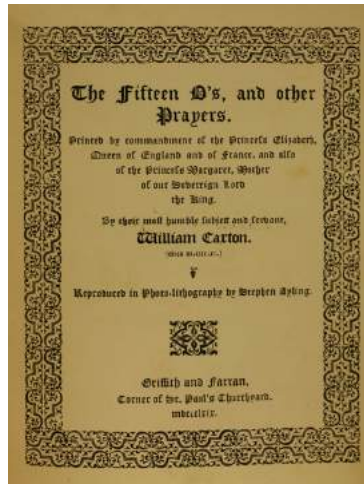 The Fifteen O's, and other
Prayers.
Printed by commandment of the Princess Elizabeth,
Queen of England and of France, and also
of the Princess Margaret, Mother
of our Sovereign Lord
the King.
By their most humble subject and servant,
William Caxton.
Reproduced in Photo-lithography by Stephen Ayling.
Griffith and Farran,
Corner of St. Paul's Churchyard.
mdccclxix.